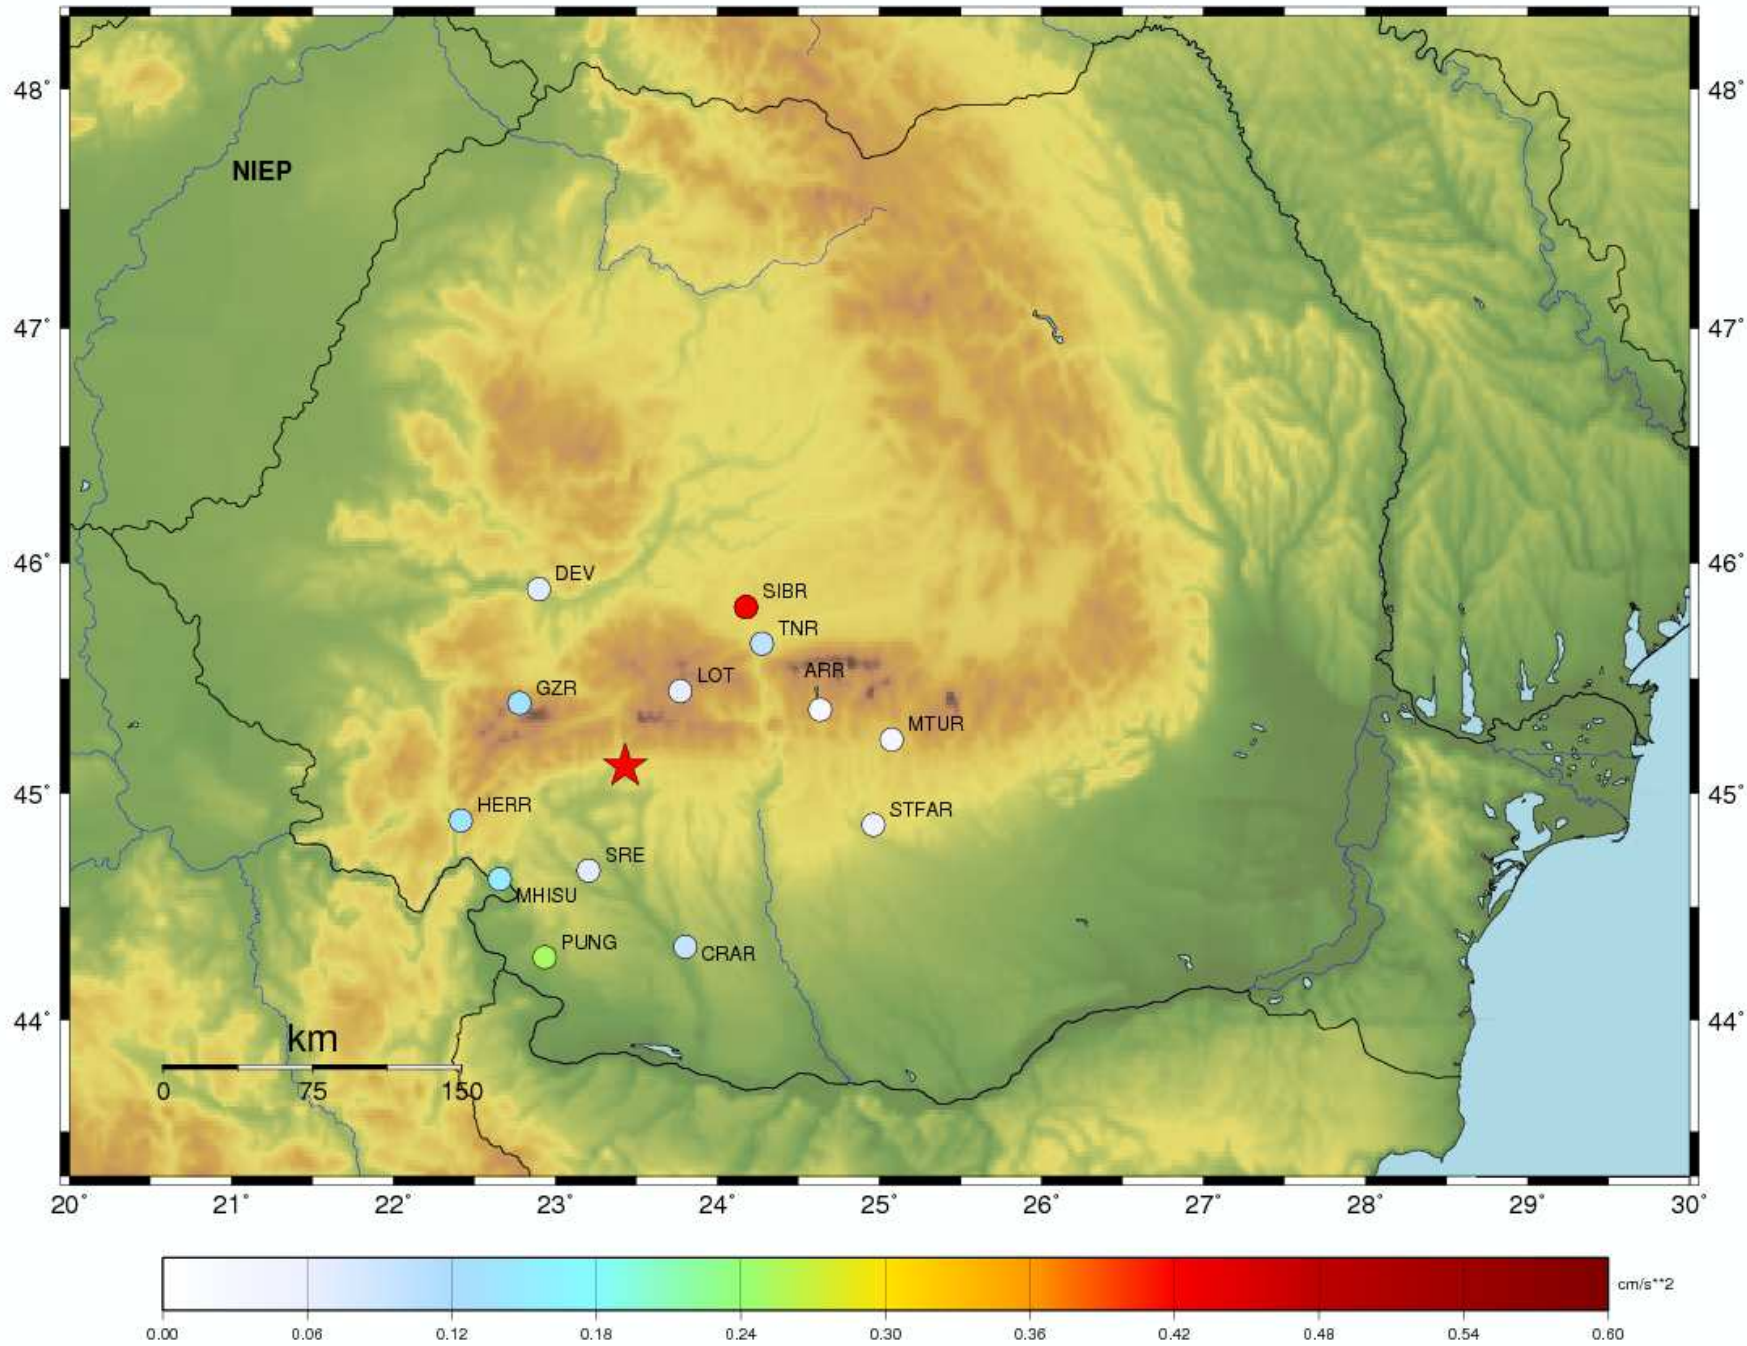 48°
48°
NIEP
47°
47°
46°
46°
DEV
SIBR
TNR
LOT
ARR
GZR
MTUR
45°
45°
HERR
STFAR
SRE
MHISU
PUNG
CRAR
44°
44°
km
0 75 150
20° 21° 22° 23° 24° 25° 26° 27° 28° 29° 30°
cm/s**2
0.00 0.06 0.12 0.18 0.24 0.30 0.36 0.42 0.48 0.54 0.60